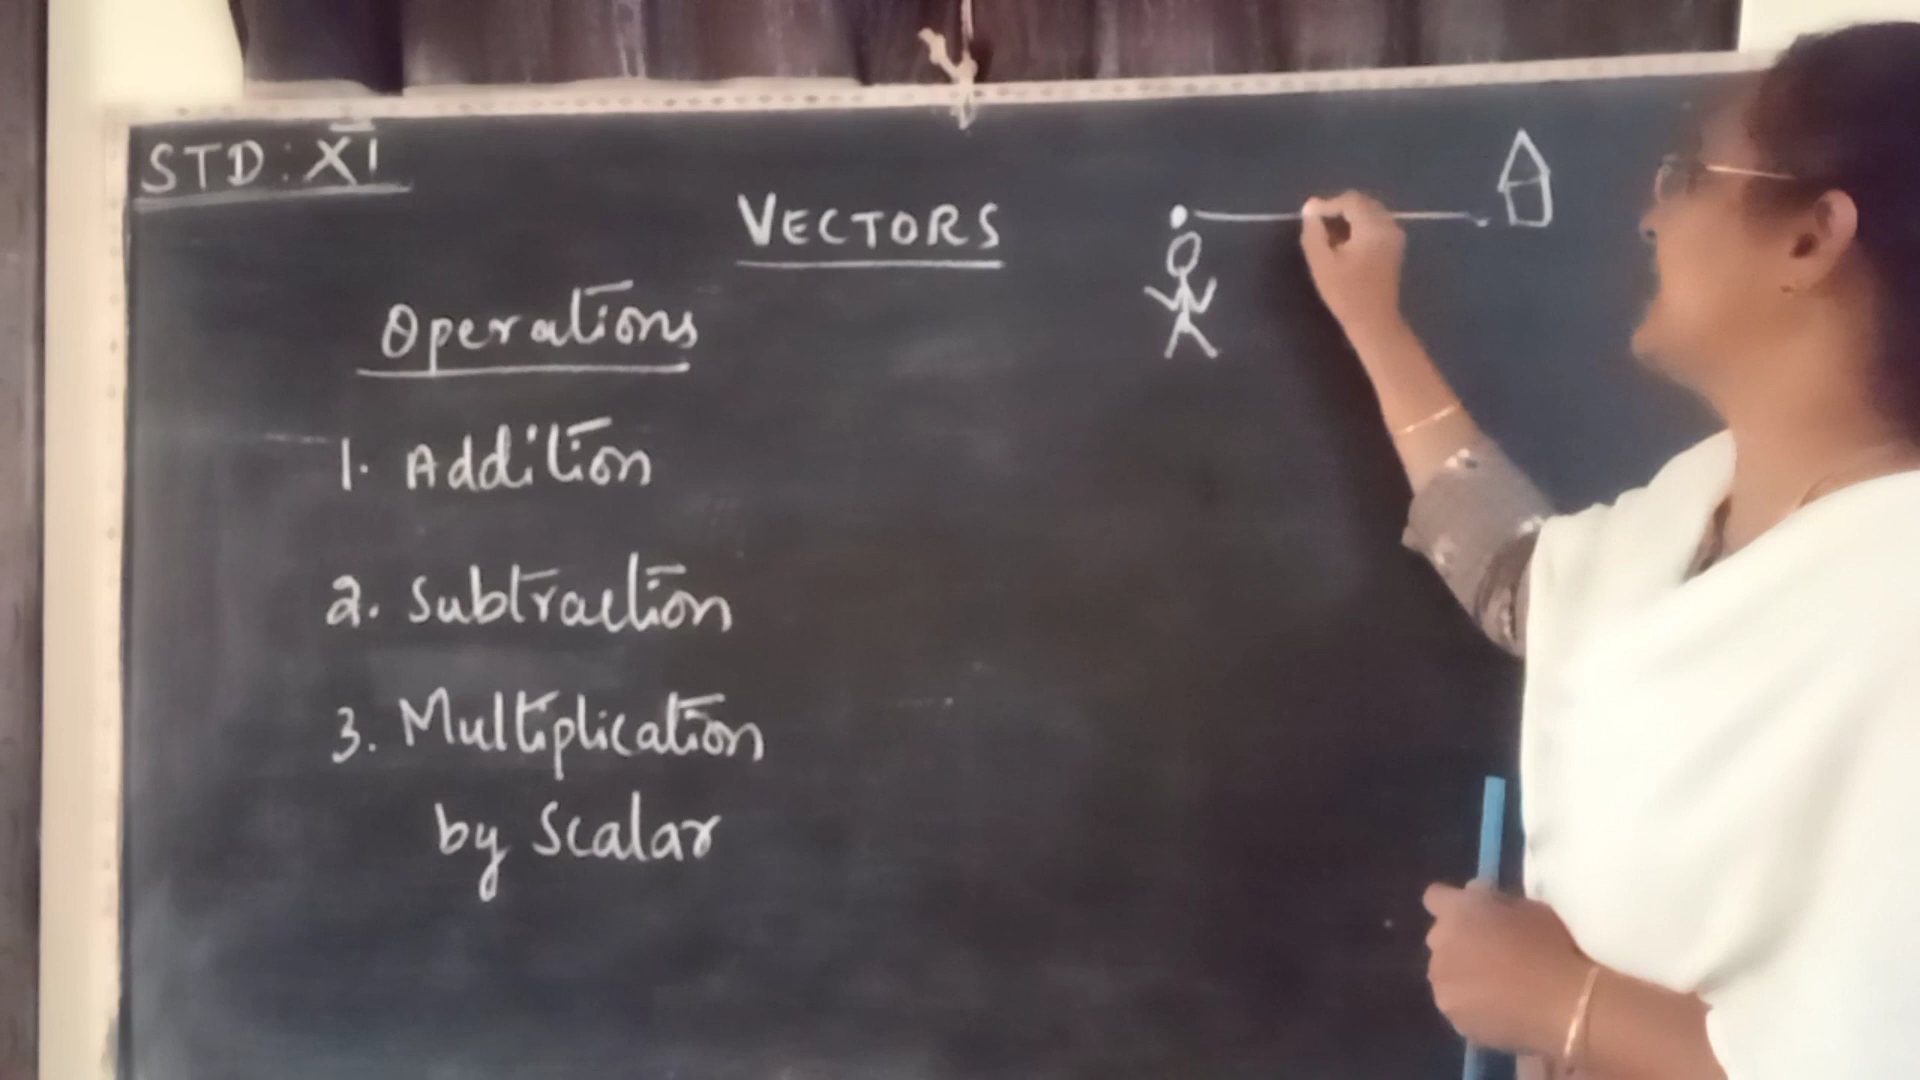 STD: XI
VECTORS
Operations
1. Addition
2. Subtraction
3. Multiplication
by Scalar